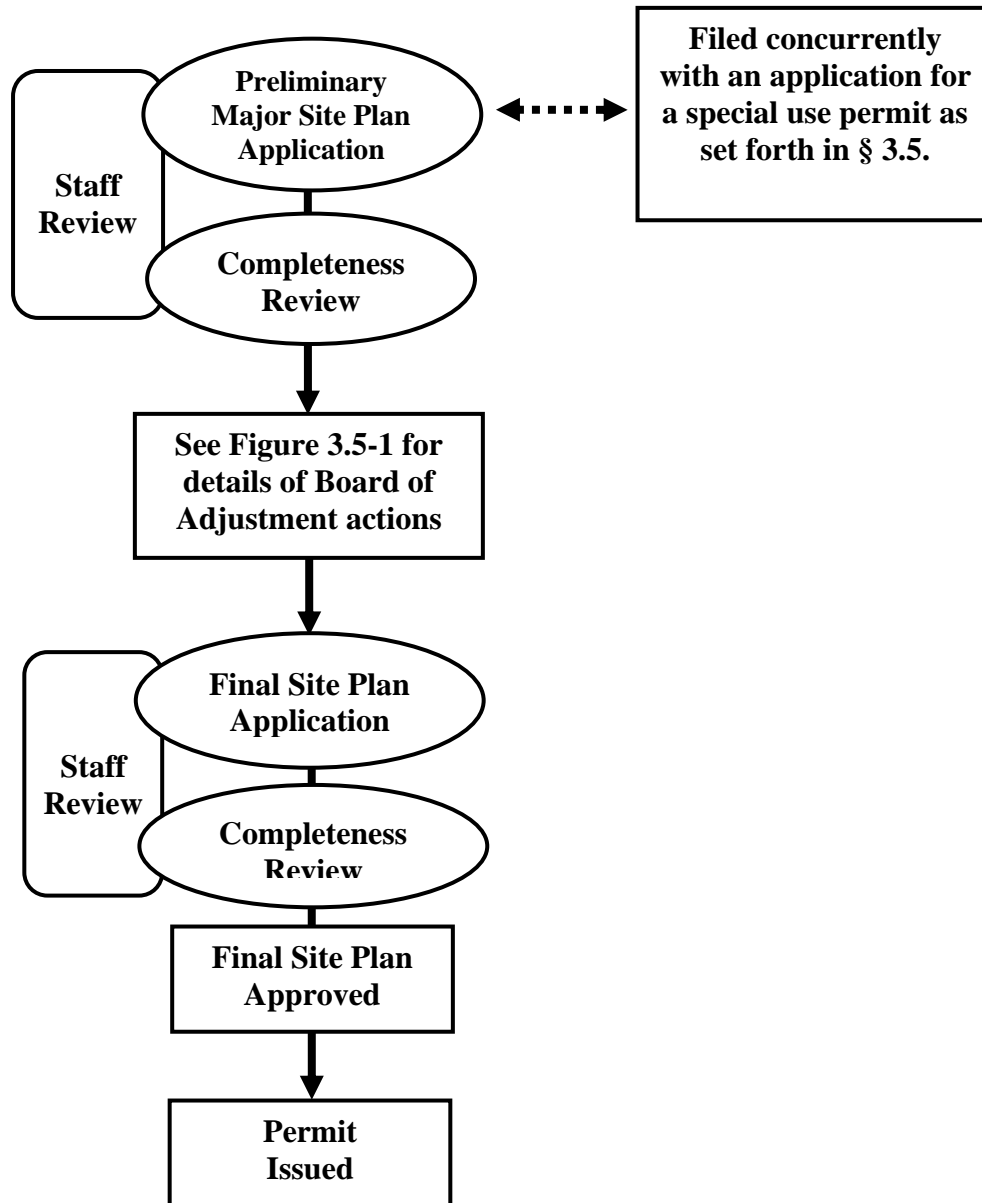 Preliminary
Major Site Plan
Application
Filed concurrently
with an application for
a special use permit as
set forth in § 3.5.
Staff
Review
Completeness
Review
See Figure 3.5-1 for
details of Board of
Adjustment actions
Final Site Plan
Application
Staff
Review
Completeness
Review
Final Site Plan
Approved
Permit
Issued